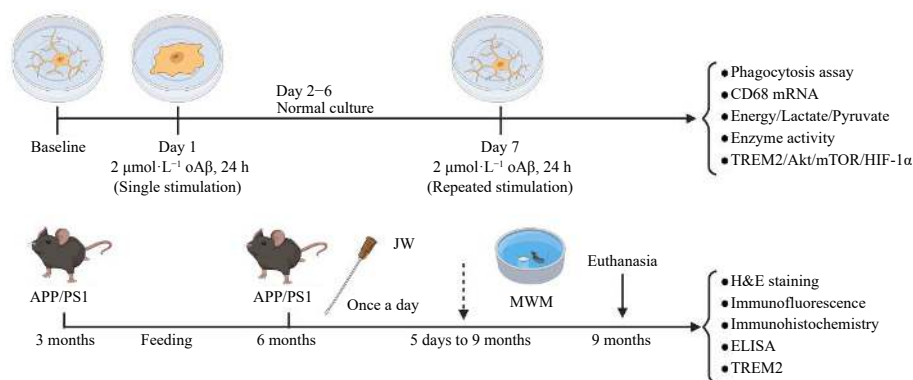 Day 2−6
Normal culture
Baseline
Day 1
2 μmol·L⁻¹ oAβ, 24 h
(Single stimulation)
Day 7
2 μmol·L⁻¹ oAβ, 24 h
(Repeated stimulation)
● Phagocytosis assay
● CD68 mRNA
● Energy/Lactate/Pyruvate
● Enzyme activity
● TREM2/Akt/mTOR/HIF-1α
APP/PS1
APP/PS1
JW
Once a day
MWM
Euthanasia
3 months
Feeding
6 months
5 days to 9 months
9 months
● H&E staining
● Immunofluorescence
● Immunohistochemistry
● ELISA
● TREM2